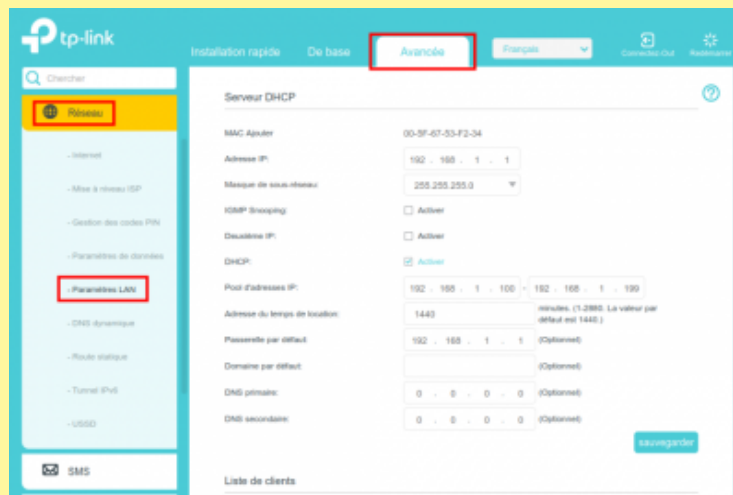 tp-link
Installation rapide De base Avancée Français Connectez-Out Redémarrer
Chercher
Réseau
- Internet
- Mise à niveau ISP
- Gestion des codes PIN
- Paramètres de données
- Paramètres LAN
- DNS dynamique
- Route statique
- Tunnel IPv6
- USSD
SMS
Serveur DHCP
MAC Ajouter 00-5F-67-53-F2-34
Adresse IP: 192 . 168 . 1 . 1
Masque de sous-réseau: 255.255.255.0
IGMP Snooping: Activer
Deuxième IP: Activer
DHCP: Activer
Pool d'adresses IP: 192 . 168 . 1 . 100 - 192 . 168 . 1 . 199
Adresse du temps de location: 1440 minutes. (1-2880. La valeur par
défaut est 1440.)
Passerelle par défaut: 192 . 168 . 1 . 1 (Optionnel)
Domaine par défaut: (Optionnel)
DNS primaire: 0 . 0 . 0 . 0 (Optionnel)
DNS secondaire: 0 . 0 . 0 . 0 (Optionnel)
sauvegarder
Liste de clients